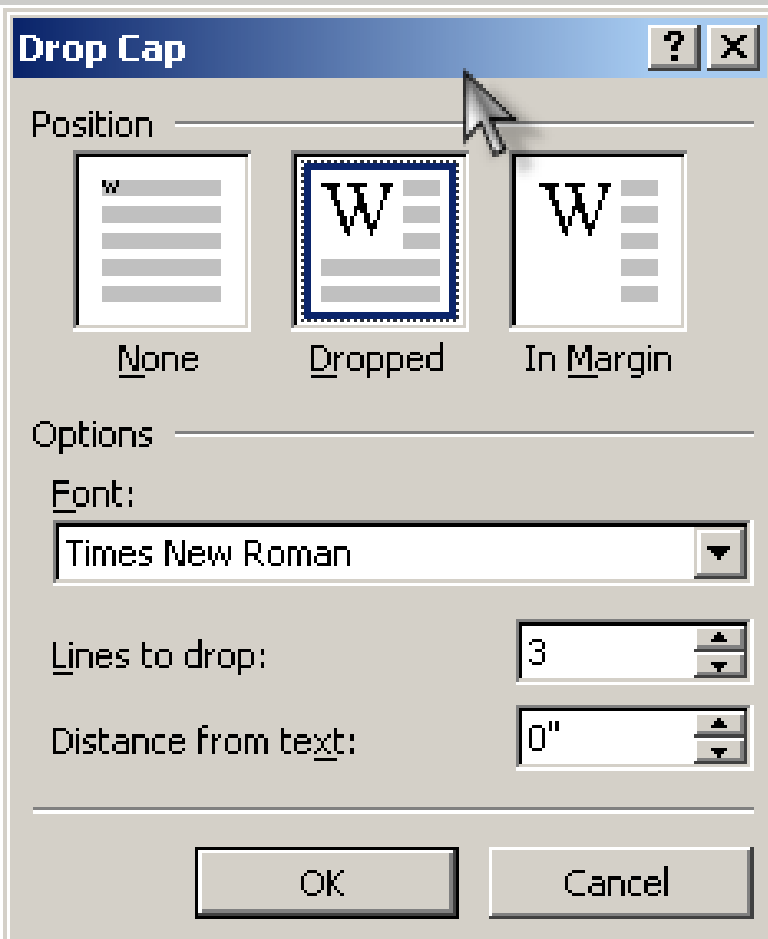 Drop Cap ?
Position
W W W
None Dropped In Margin
Options
Font:
Times New Roman
Lines to drop: 3
Distance from text: 0"
OK Cancel